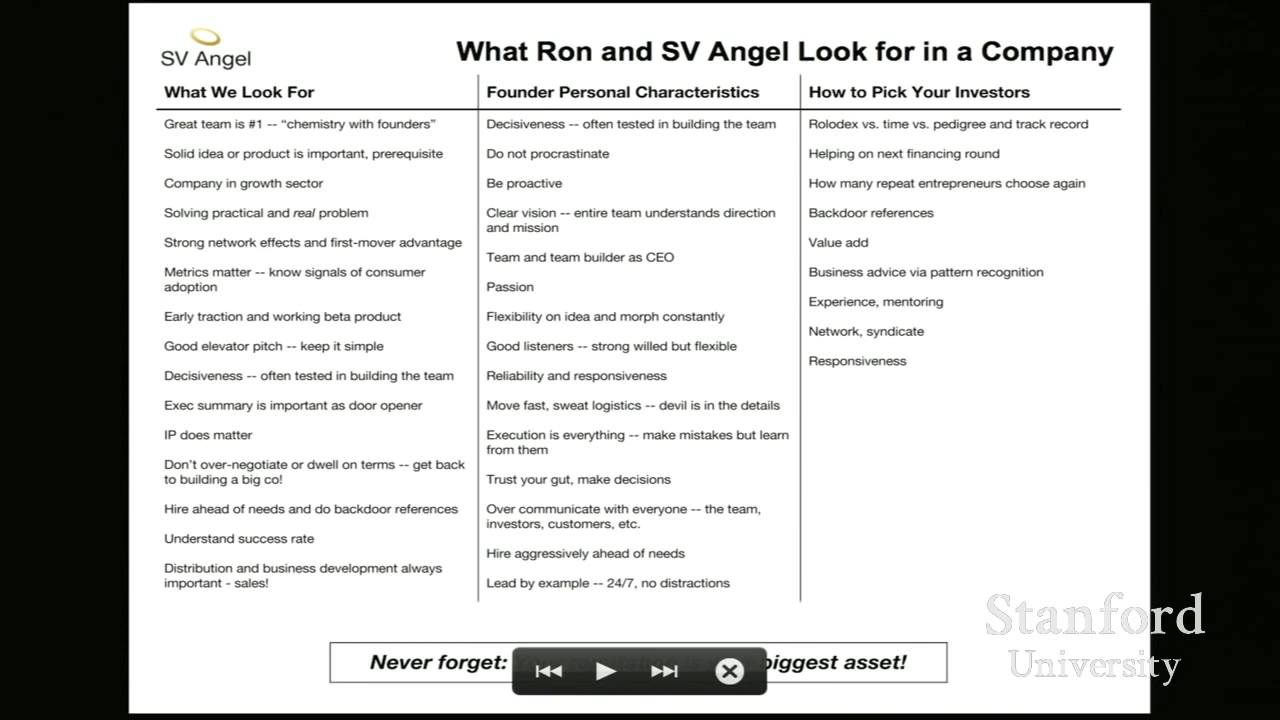 SV Angel
What Ron and SV Angel Look for in a Company
What We Look For
Great team is #1 -- “chemistry with founders”
Solid idea or product is important, prerequisite
Company in growth sector
Solving practical and real problem
Strong network effects and first-mover advantage
Metrics matter -- know signals of consumer
adoption
Early traction and working beta product
Good elevator pitch -- keep it simple
Decisiveness -- often tested in building the team
Exec summary is important as door opener
IP does matter
Don’t over-negotiate or dwell on terms -- get back
to building a big co!
Hire ahead of needs and do backdoor references
Understand success rate
Distribution and business development always
important - sales!
Founder Personal Characteristics
Decisiveness -- often tested in building the team
Do not procrastinate
Be proactive
Clear vision -- entire team understands direction
and mission
Team and team builder as CEO
Passion
Flexibility on idea and morph constantly
Good listeners -- strong willed but flexible
Reliability and responsiveness
Move fast, sweat logistics -- devil is in the details
Execution is everything -- make mistakes but learn
from them
Trust your gut, make decisions
Over communicate with everyone -- the team,
investors, customers, etc.
Hire aggressively ahead of needs
Lead by example -- 24/7, no distractions
How to Pick Your Investors
Rolodex vs. time vs. pedigree and track record
Helping on next financing round
How many repeat entrepreneurs choose again
Backdoor references
Value add
Business advice via pattern recognition
Experience, mentoring
Network, syndicate
Responsiveness
Never forget: biggest asset!
Stanford
University